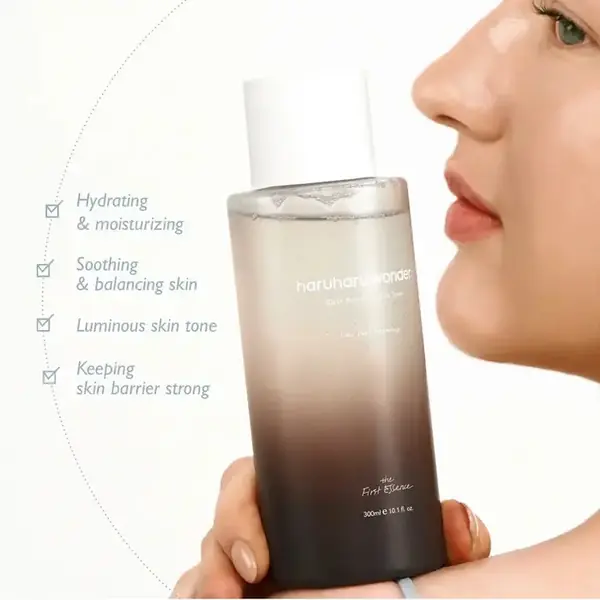 Hydrating
& moisturizing
Soothing
& balancing skin
Luminous skin tone
Keeping
skin barrier strong
haruharu wonder
the
First Essence
300ml e 10.1 fl. oz